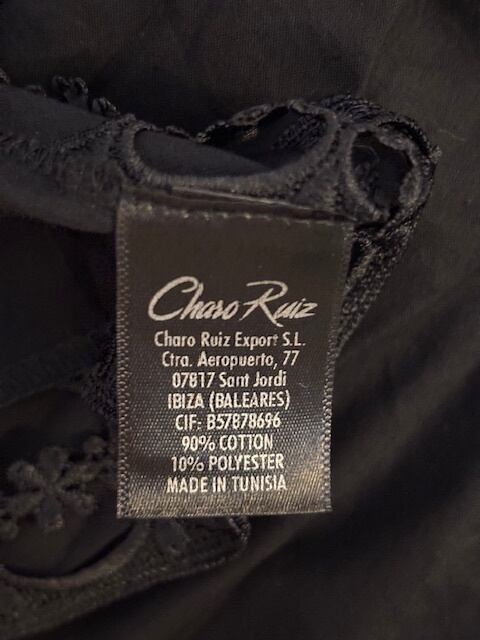 Charo Ruiz
Charo Ruiz Export S.L.
Ctra. Aeropuerto, 77
07817 Sant Jordi
IBIZA (BALEARES)
CIF: B57878696
90% COTTON
10% POLYESTER
MADE IN TUNISIA